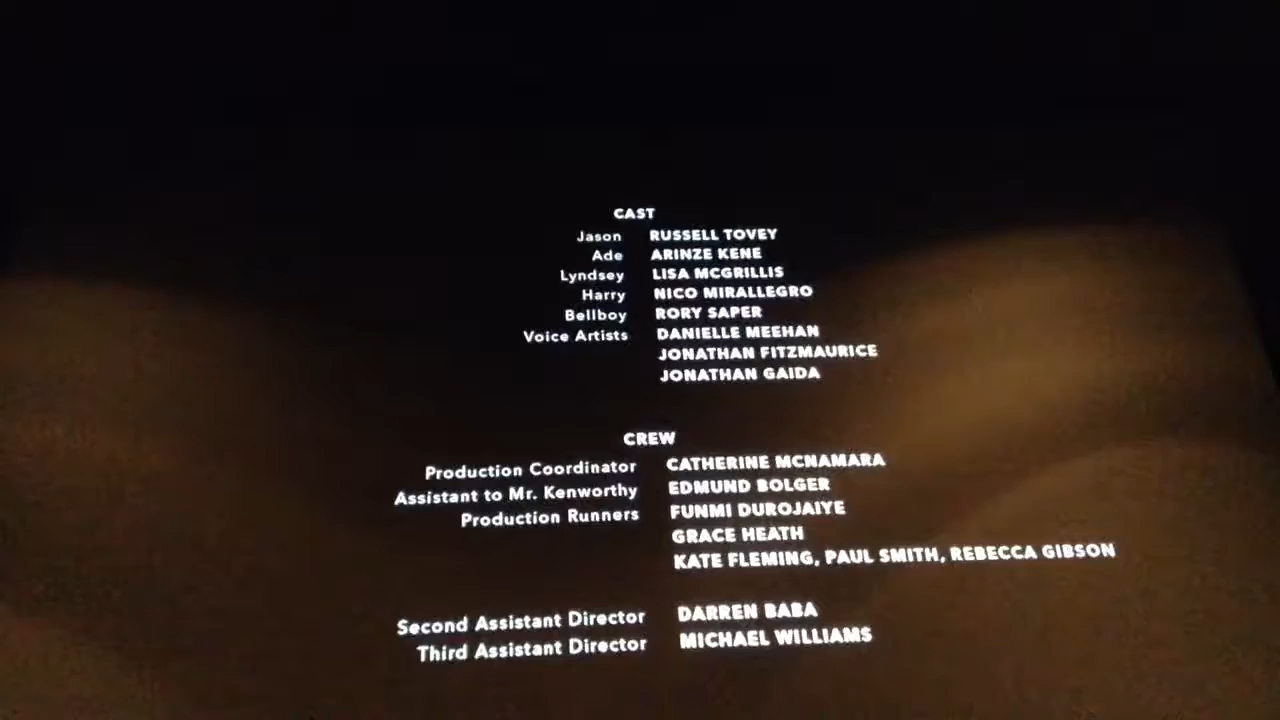 CAST
Jason RUSSELL TOVEY
Ade ARINZE KENE
Lyndsey LISA MCGRILLIS
Harry NICO MIRALLEGRO
Bellboy RORY SAPER
Voice Artists DANIELLE MEEHAN
JONATHAN FITZMAURICE
JONATHAN GAIDA
CREW
Production Coordinator CATHERINE MCNAMARA
Assistant to Mr. Kenworthy EDMUND BOLGER
Production Runners FUNMI DUROJAIYE
GRACE HEATH
KATE FLEMING, PAUL SMITH, REBECCA GIBSON
Second Assistant Director DARREN BABA
Third Assistant Director MICHAEL WILLIAMS